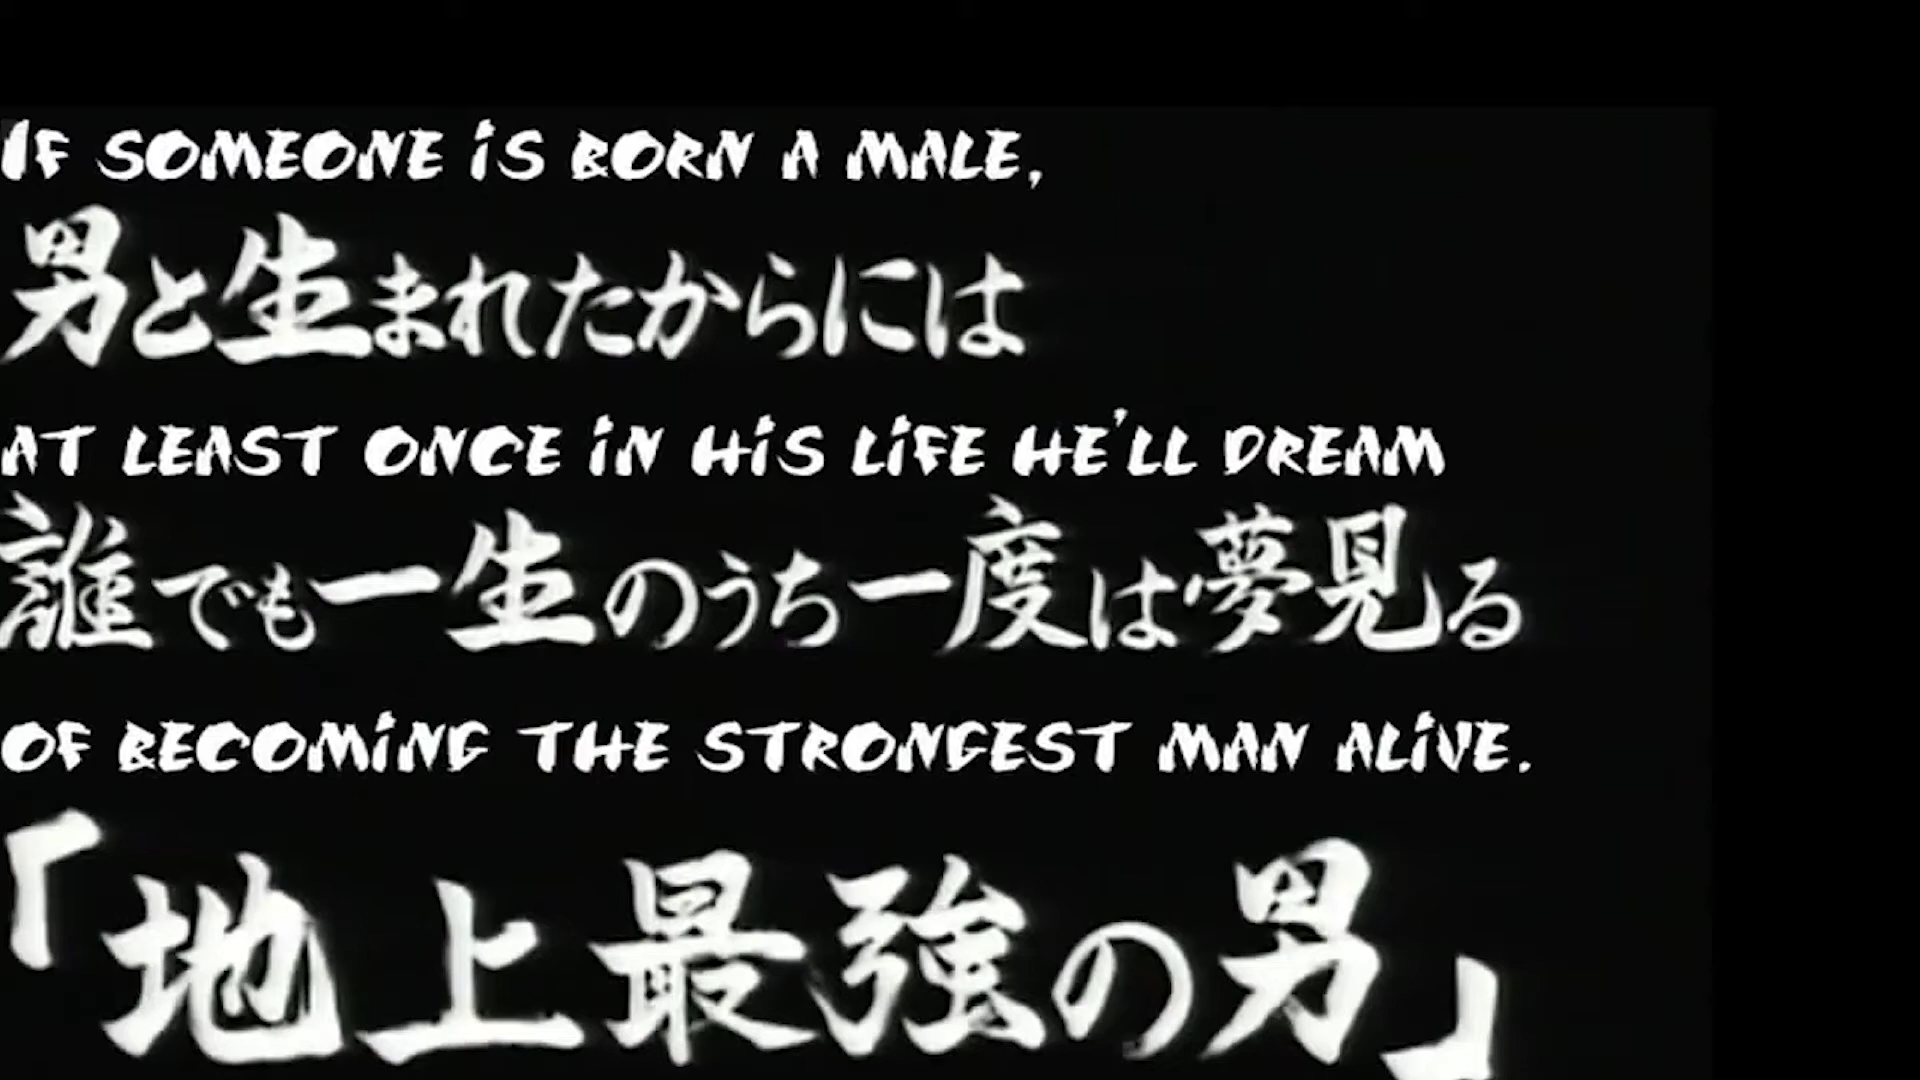 IF SOMEONE IS BORN A MALE,
男と生まれたからには
AT LEAST ONCE IN HIS LIFE HE'LL DREAM
誰でも一生のうち一度は夢見る
OF BECOMING THE STRONGEST MAN ALIVE.
「地上最強の男」